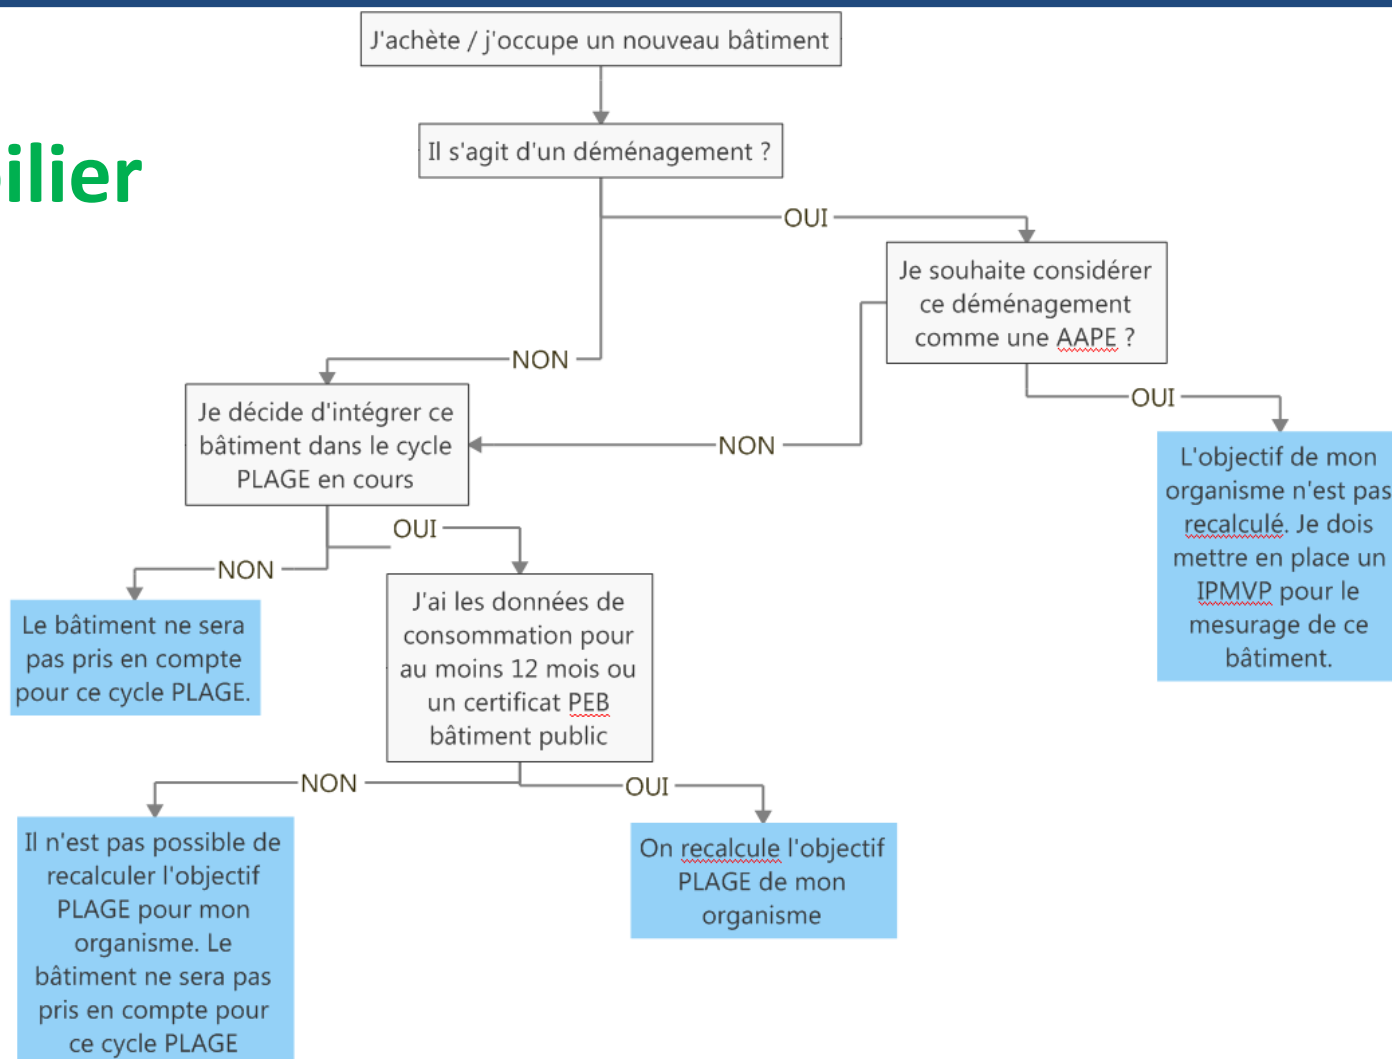 J'achète / j'occupe un nouveau bâtiment
Il s'agit d'un déménagement ?
ilier
OUI
Je souhaite considérer
ce déménagement
comme une AAPE ?
NON
OUI
Je décide d'intégrer ce
bâtiment dans le cycle
PLAGE en cours
NON
L'objectif de mon
organisme n'est pas
recalculé. Je dois
mettre en place un
IPMVP pour le
mesurage de ce
bâtiment.
OUI
NON
Le bâtiment ne sera
pas pris en compte
pour ce cycle PLAGE.
J'ai les données de
consommation pour
au moins 12 mois ou
un certificat PEB
bâtiment public
NON
OUI
Il n'est pas possible de
recalculer l'objectif
PLAGE pour mon
organisme. Le
bâtiment ne sera pas
pris en compte pour
ce cycle PLAGE
On recalcule l'objectif
PLAGE de mon
organisme